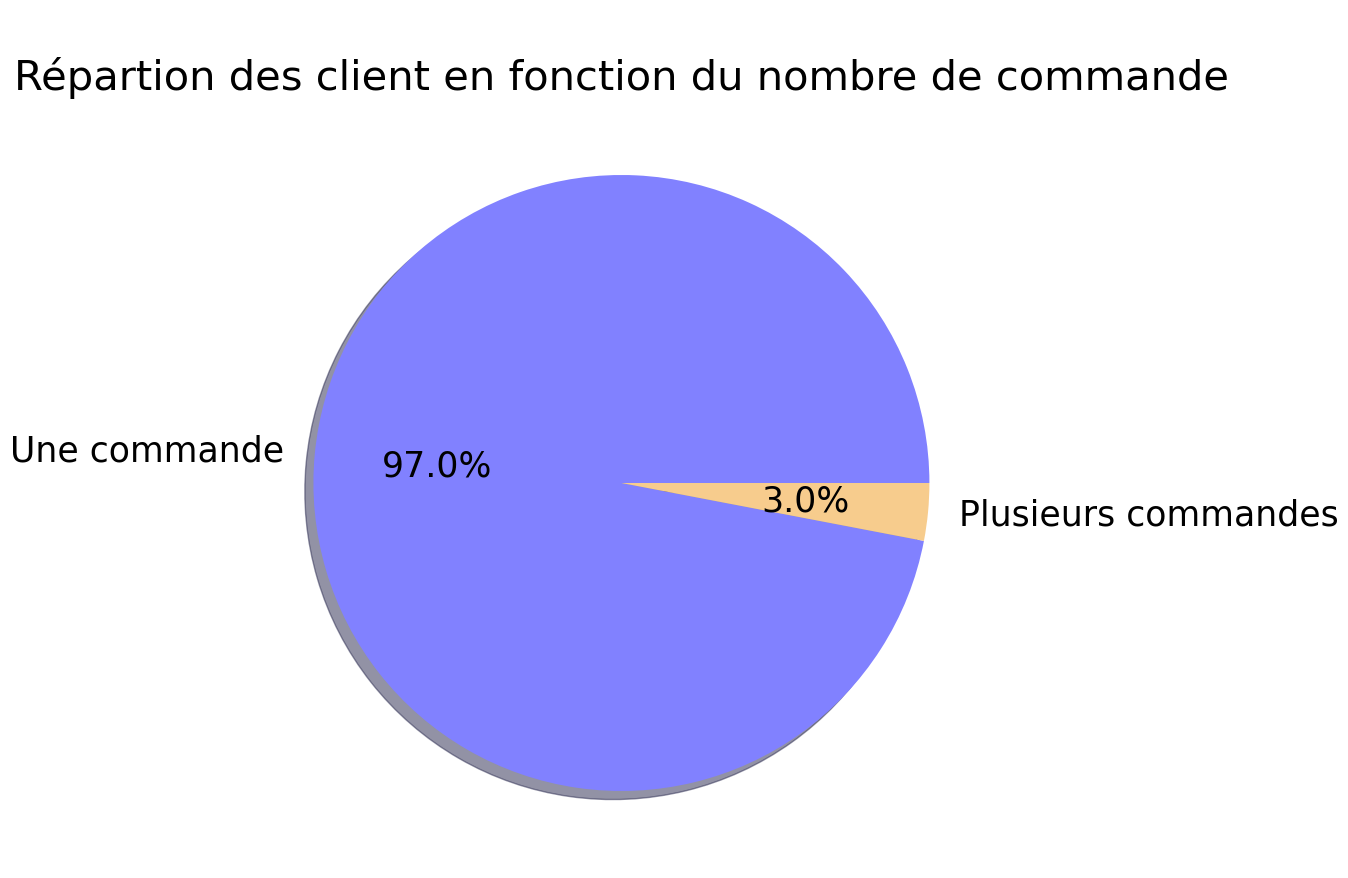 Répartion des client en fonction du nombre de commande
Une commande
97.0%
3.0%
Plusieurs commandes